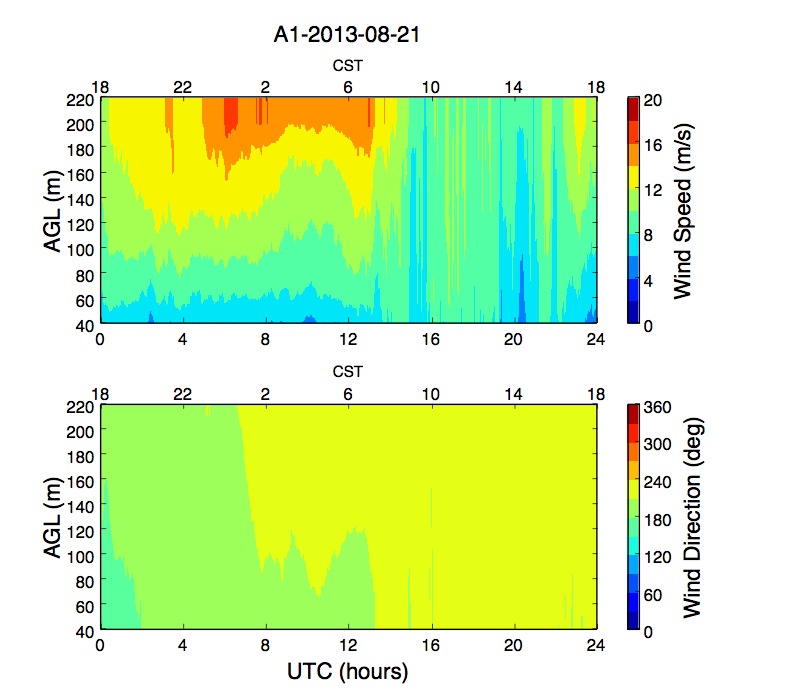 A1-2013-08-21
CST
18 22 2 6 10 14 18
220
200
180
160
140
120
100
80
60
40
AGL (m)
0 4 8 12 16 20 24
20
16
12
8
4
0
Wind Speed (m/s)
CST
18 22 2 6 10 14 18
220
200
180
160
140
120
100
80
60
40
AGL (m)
0 4 8 12 16 20 24
UTC (hours)
360
300
240
180
120
60
0
Wind Direction (deg)